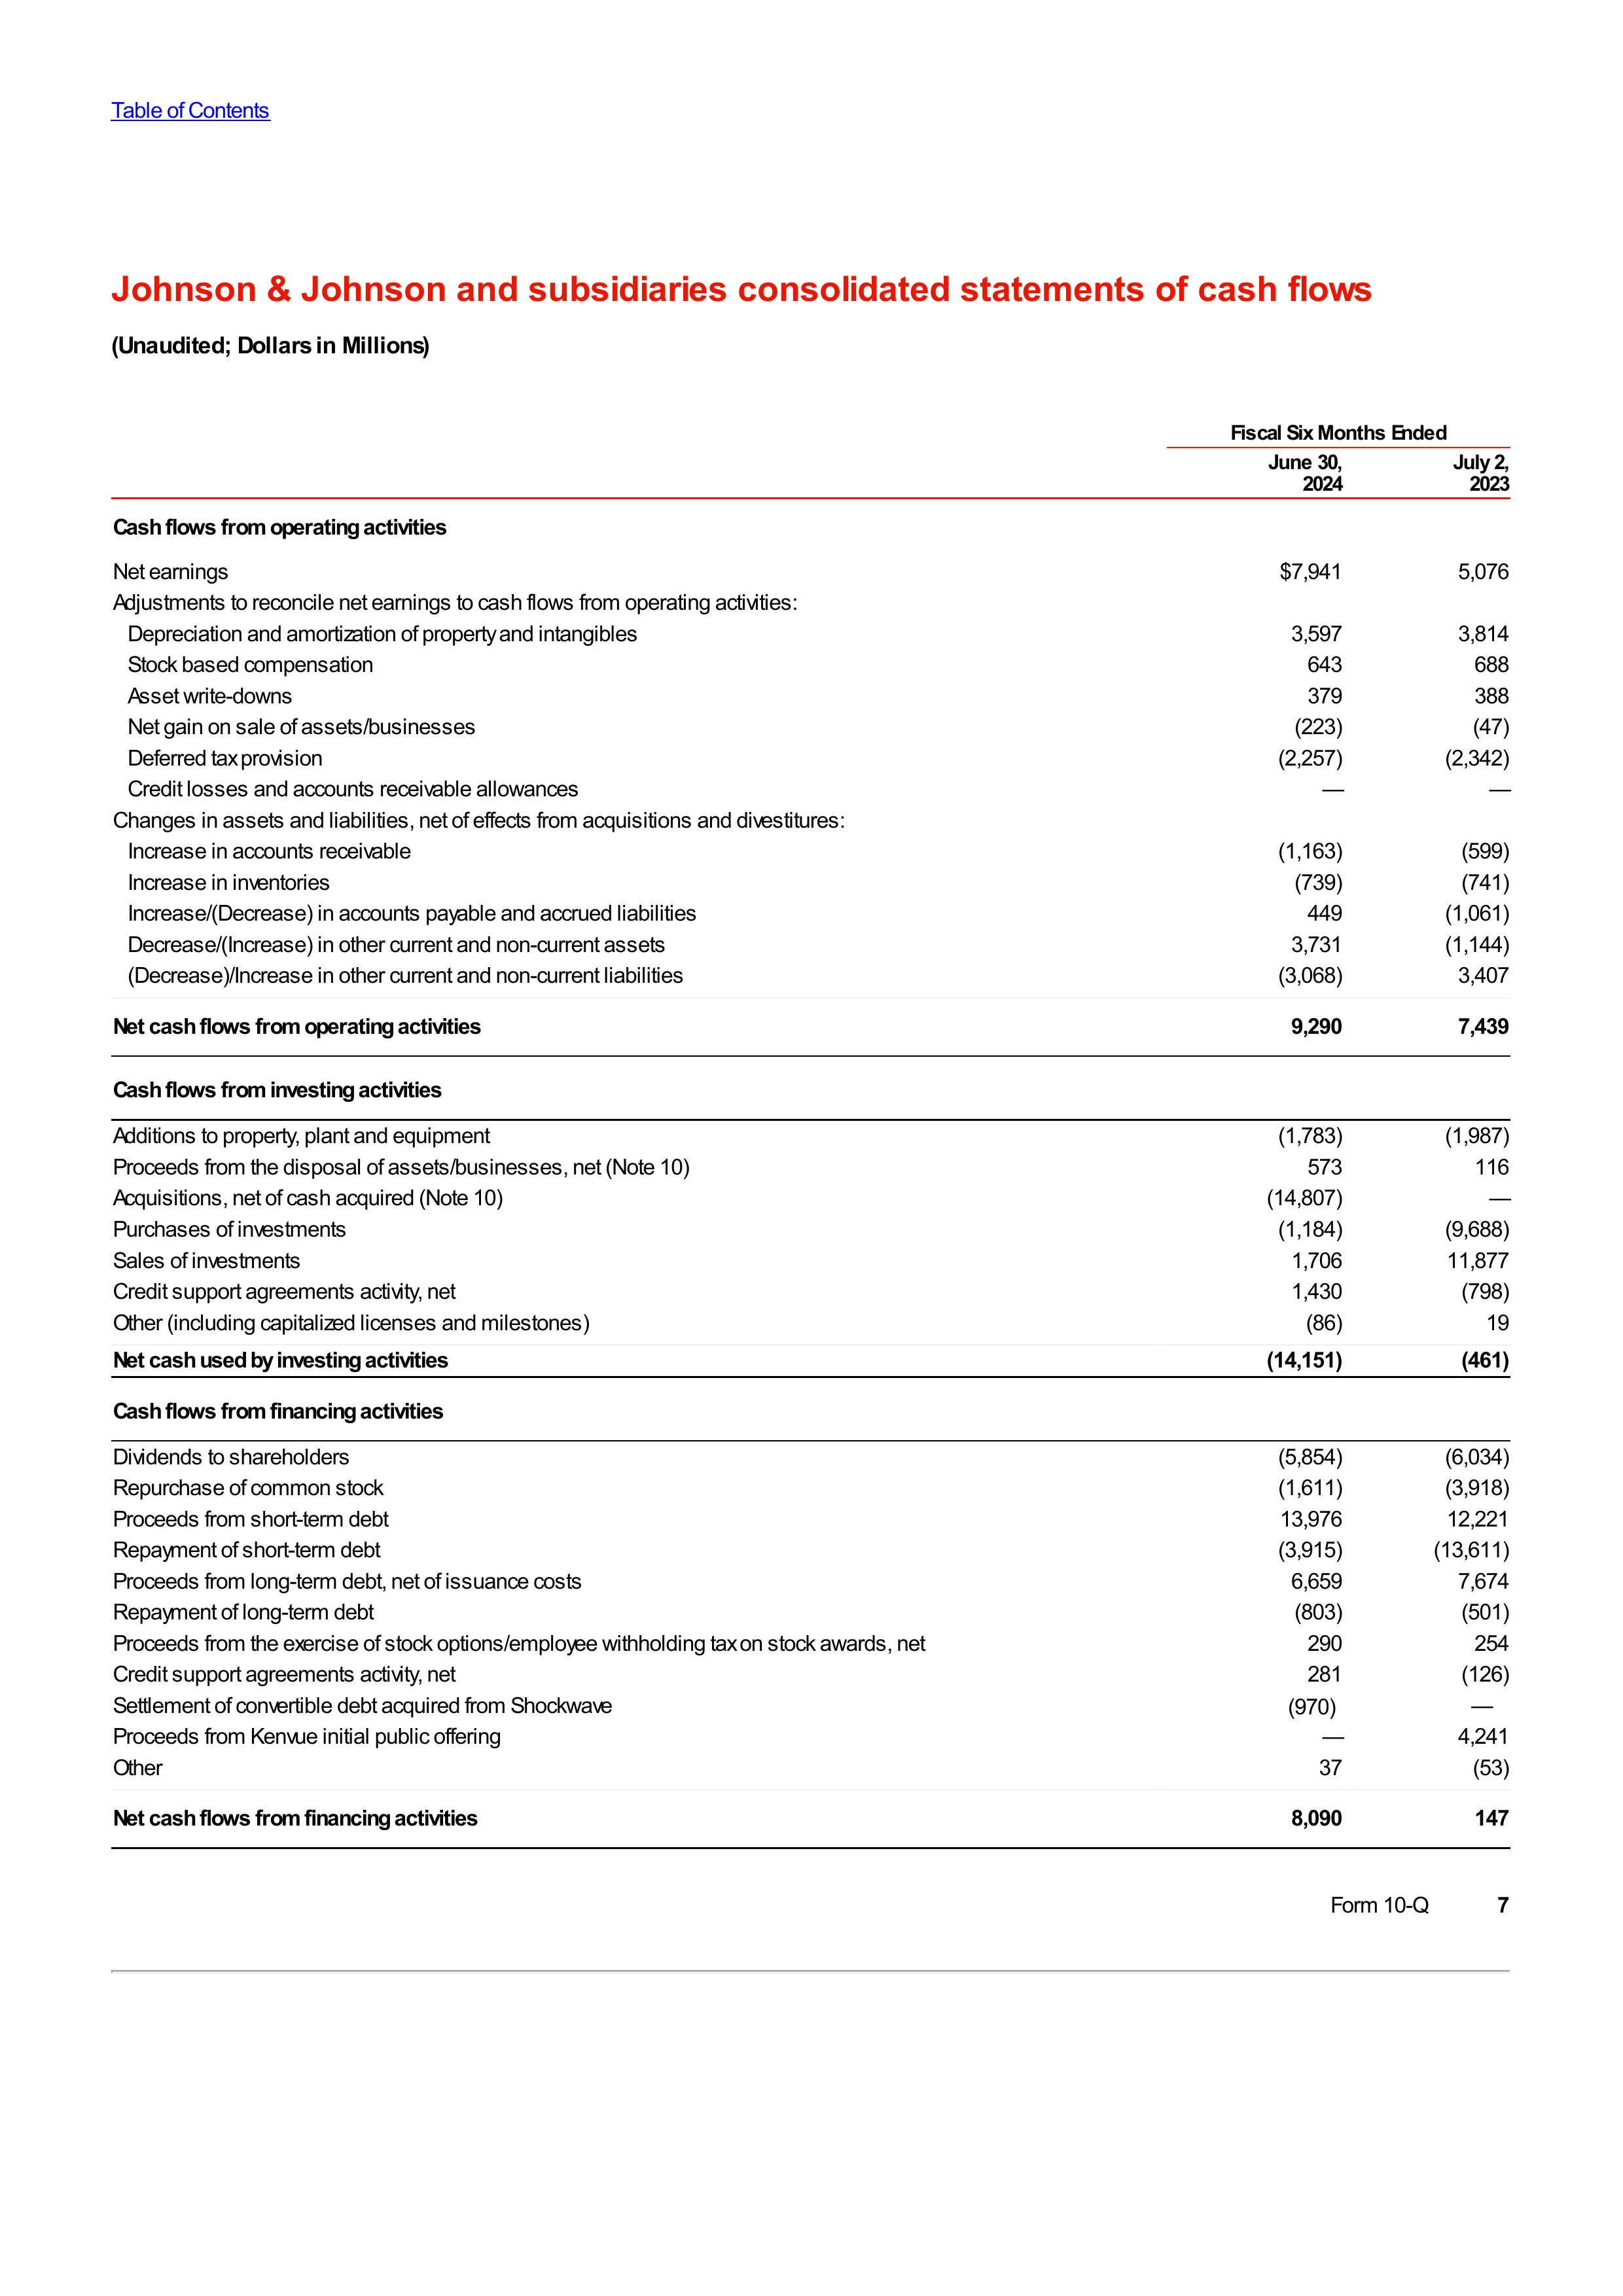 Table of Contents
Johnson & Johnson and subsidiaries consolidated statements of cash flows
(Unaudited; Dollars in Millions)
Fiscal Six Months Ended
June 30, 2024 July 2, 2023
Cash flows from operating activities
Net earnings $7,941 5,076
Adjustments to reconcile net earnings to cash flows from operating activities:
Depreciation and amortization of property and intangibles 3,597 3,814
Stock based compensation 643 688
Asset write-downs 379 388
Net gain on sale of assets/businesses (223) (47)
Deferred tax provision (2,257) (2,342)
Credit losses and accounts receivable allowances — —
Changes in assets and liabilities, net of effects from acquisitions and divestitures:
Increase in accounts receivable (1,163) (599)
Increase in inventories (739) (741)
Increase/(Decrease) in accounts payable and accrued liabilities 449 (1,061)
Decrease/(Increase) in other current and non-current assets 3,731 (1,144)
(Decrease)/Increase in other current and non-current liabilities (3,068) 3,407
Net cash flows from operating activities 9,290 7,439
Cash flows from investing activities
Additions to property, plant and equipment (1,783) (1,987)
Proceeds from the disposal of assets/businesses, net (Note 10) 573 116
Acquisitions, net of cash acquired (Note 10) (14,807) —
Purchases of investments (1,184) (9,688)
Sales of investments 1,706 11,877
Credit support agreements activity, net 1,430 (798)
Other (including capitalized licenses and milestones) (86) 19
Net cash used by investing activities (14,151) (461)
Cash flows from financing activities
Dividends to shareholders (5,854) (6,034)
Repurchase of common stock (1,611) (3,918)
Proceeds from short-term debt 13,976 12,221
Repayment of short-term debt (3,915) (13,611)
Proceeds from long-term debt, net of issuance costs 6,659 7,674
Repayment of long-term debt (803) (501)
Proceeds from the exercise of stock options/employee withholding tax on stock awards, net 290 254
Credit support agreements activity, net 281 (126)
Settlement of convertible debt acquired from Shockwave (970) —
Proceeds from Kenvue initial public offering — 4,241
Other 37 (53)
Net cash flows from financing activities 8,090 147
Form 10-Q 7